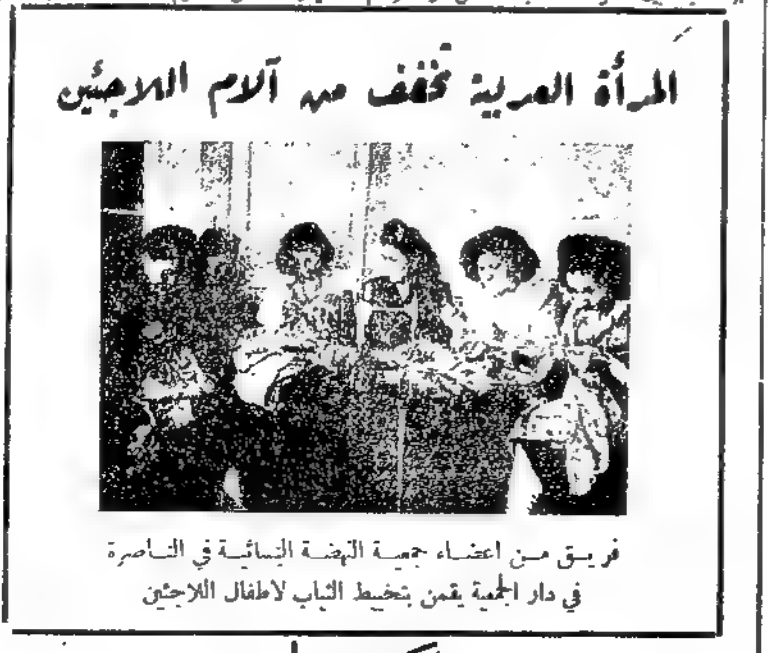 المرأة العربية تخفف من آلام اللاجئين
فريق من اعضاء جمعية النهضة النسائية في الناصرة
في دار الجمعية يقمن بتخييط الثياب لاطفال اللاجئين